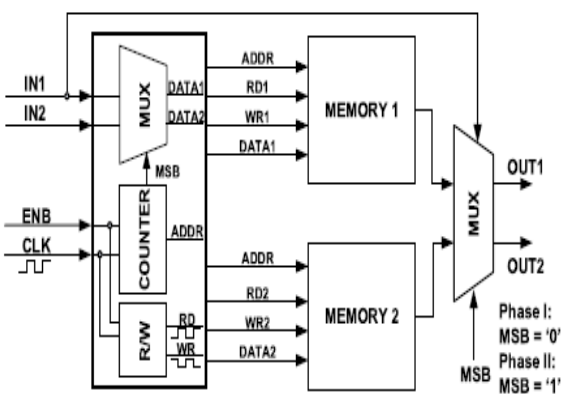 IN1
IN2
ENB
CLK
MUX
DATA1
DATA2
MSB
COUNTER
ADDR
R/W
RD
WR
ADDR
RD1
WR1
DATA1
MEMORY 1
ADDR
RD2
WR2
DATA2
MEMORY 2
MUX
OUT1
OUT2
MSB
Phase I:
MSB = '0'
Phase II:
MSB = '1'